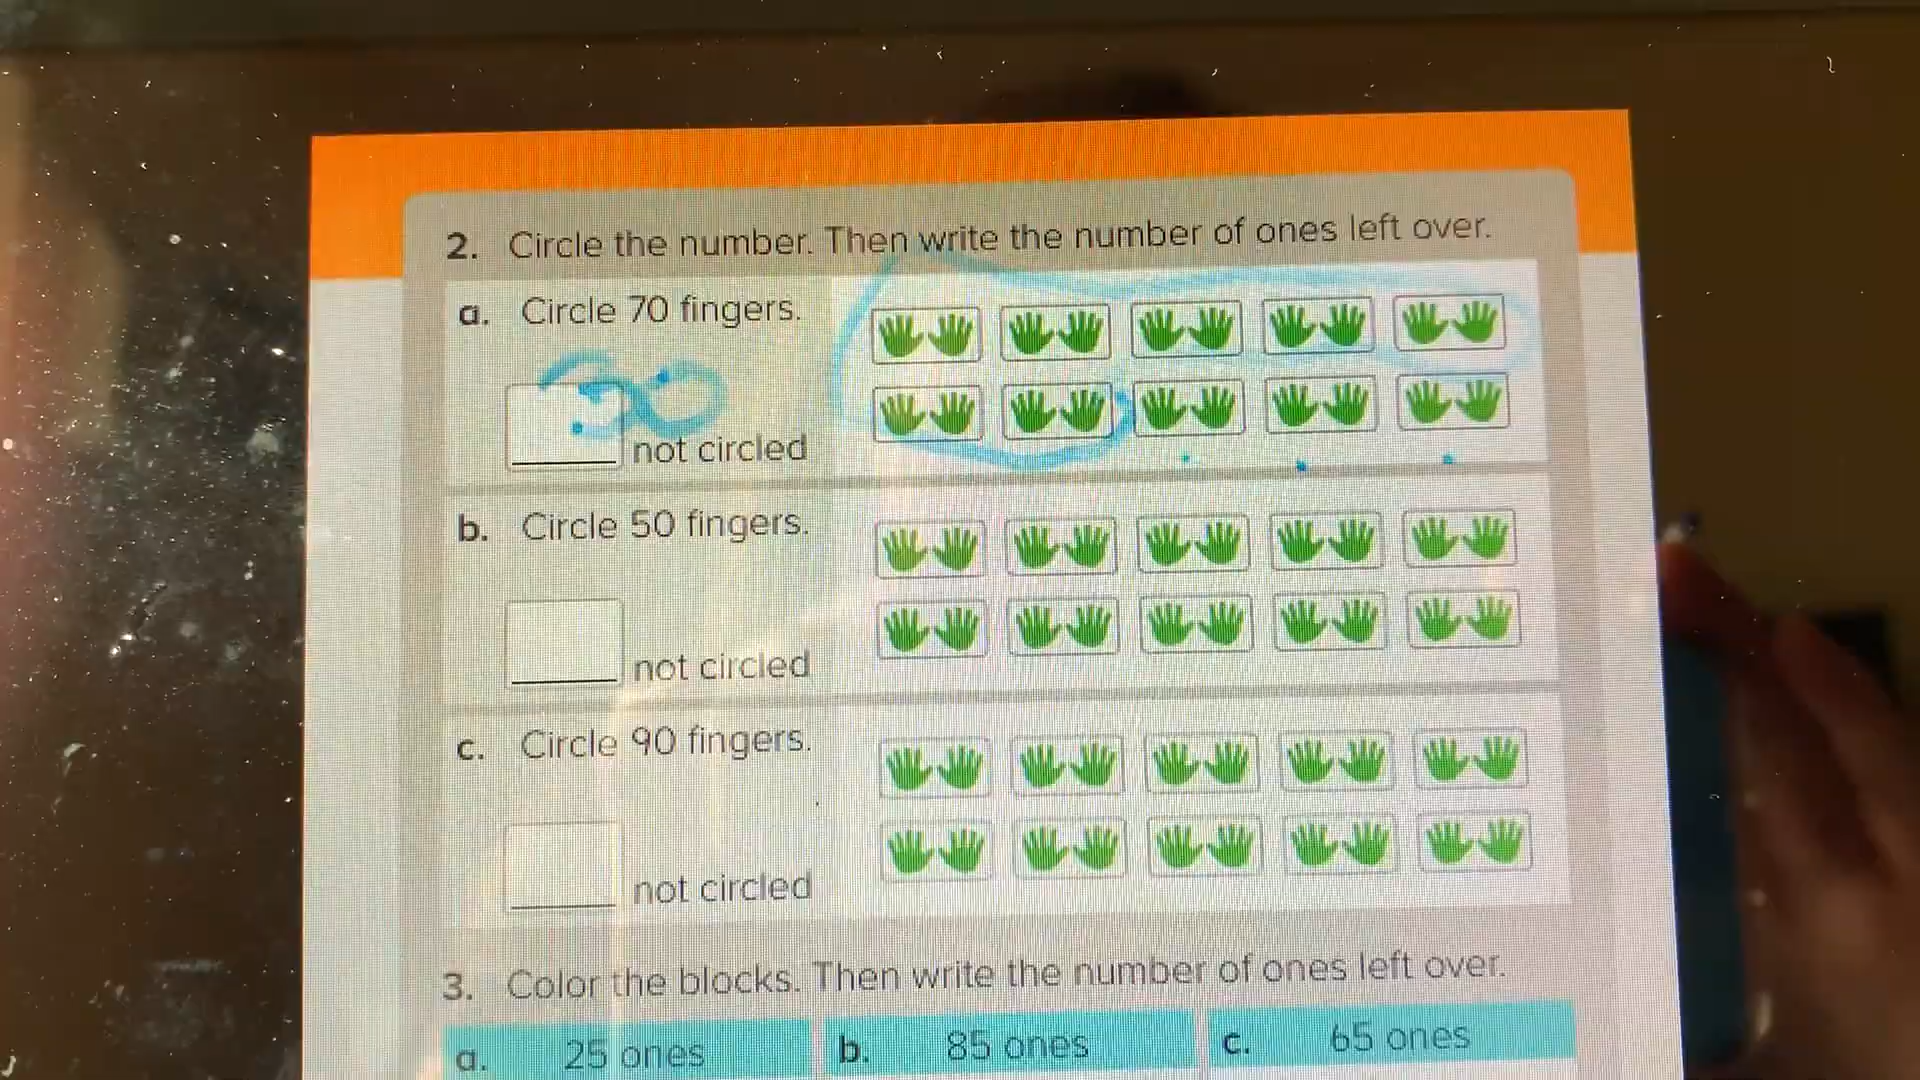 2. Circle the number. Then write the number of ones left over.
a. Circle 70 fingers.
30
not circled
b. Circle 50 fingers.
not circled
c. Circle 90 fingers.
not circled
3. Color the blocks. Then write the number of ones left over.
a. 25 ones b. 85 ones c. 65 ones